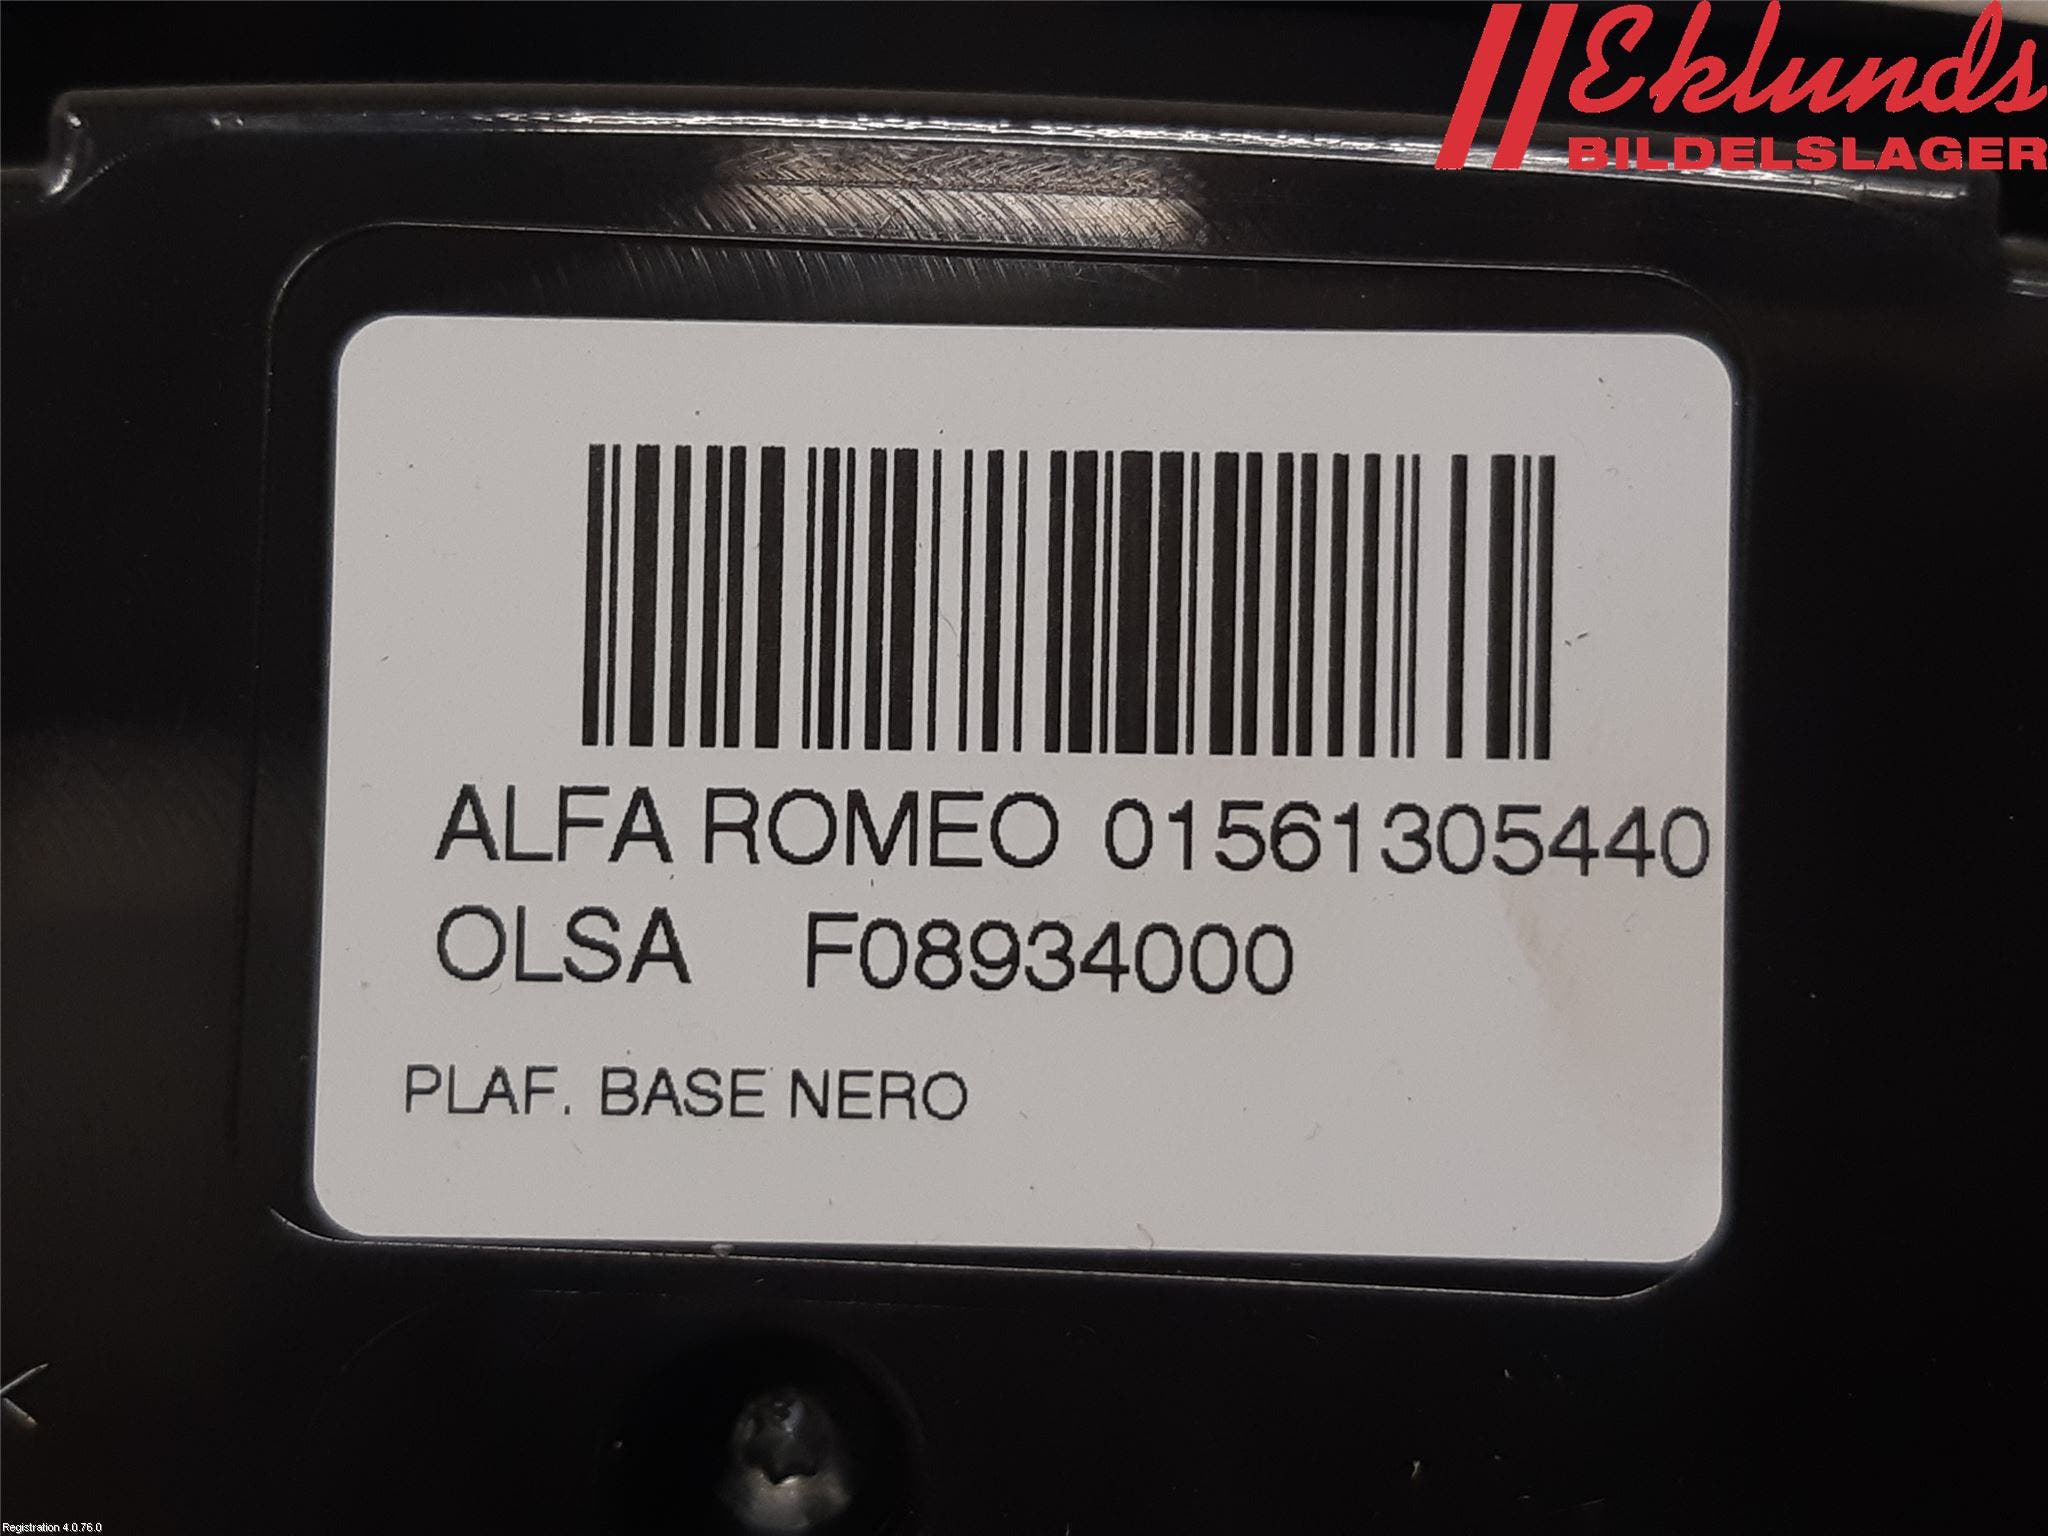 Eklunds
BILDELSLAGER
ALFA ROMEO 01561305440
OLSA F08934000
PLAF. BASE NERO
Registration 4.0.76.0